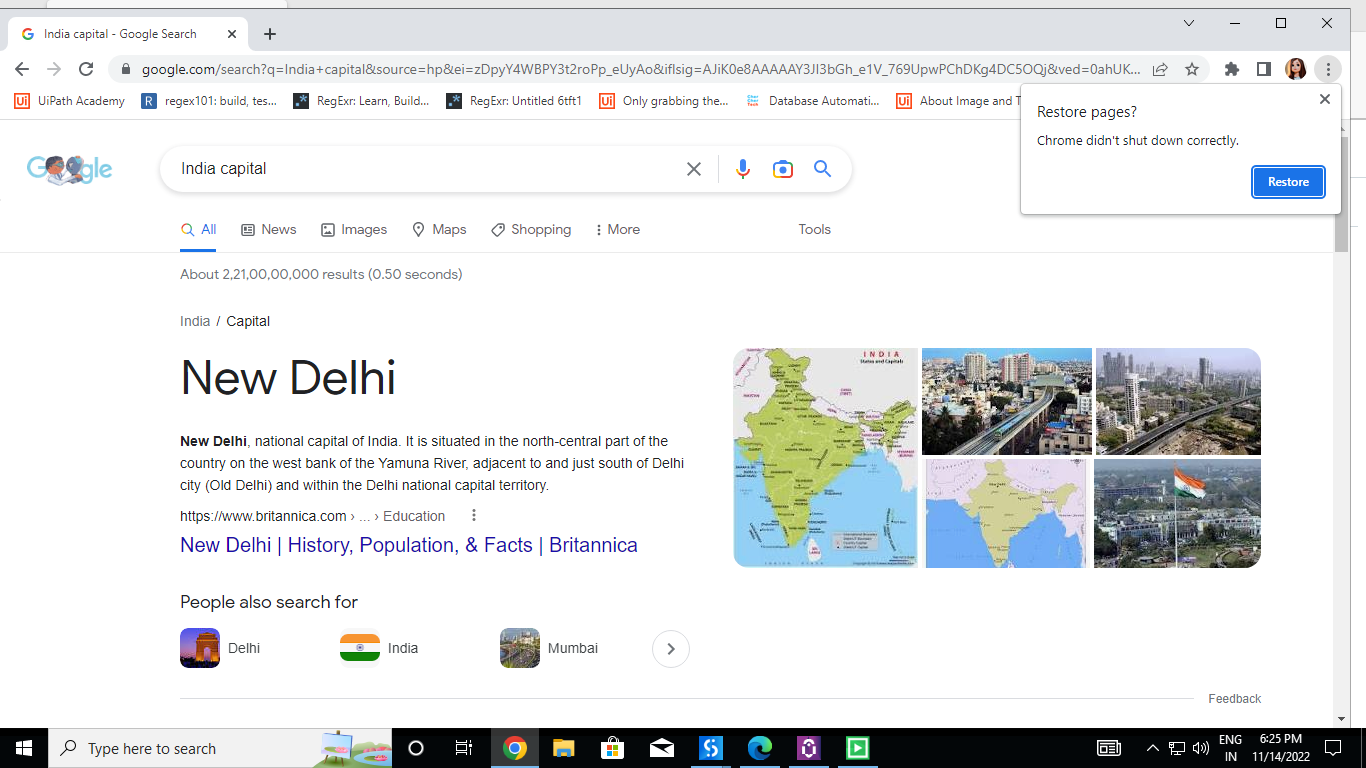 India capital - Google Search
google.com/search?q=India+capital&source=hp&ei=zDpyY4WBPY3t2roPp_eUyAo&iflsig=AJiK0e8AAAAAY3JI3bGh_e1V_769UpwPChDKg4DC5OQj&ved=0ahUK...
UiPath Academy
regex101: build, tes...
RegExr: Learn, Build...
RegExr: Untitled 6tft1
Only grabbing the...
Database Automati...
About Image and T
Restore pages?
Chrome didn't shut down correctly.
Restore
Google
India capital
All News Images Maps Shopping More Tools
About 2,21,00,00,000 results (0.50 seconds)
India / Capital
New Delhi
INDIA
States and Capitals
New Delhi, national capital of India. It is situated in the north-central part of the
country on the west bank of the Yamuna River, adjacent to and just south of Delhi
city (Old Delhi) and within the Delhi national capital territory.
https://www.britannica.com › ... › Education
New Delhi | History, Population, & Facts | Britannica
People also search for
Delhi India Mumbai
Feedback
Type here to search
ENG
IN
6:25 PM
11/14/2022